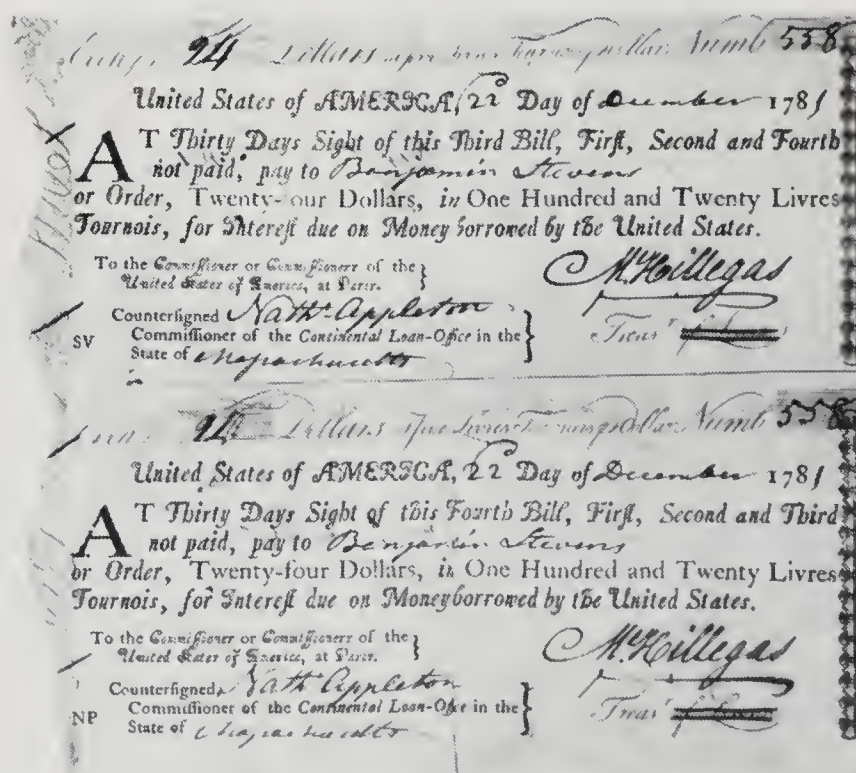 24 Dollars Numb 558
United States of AMERICA, 22 Day of December 1781
AT Thirty Days Sight of this Third Bill, Firſt, Second and Fourth
not paid, pay to Benjamin Stevens
or Order, Twenty-four Dollars, in One Hundred and Twenty Livres
Tournois, for Intereſt due on Money borrowed by the United States.
To the Commiſſioner or Commiſſioners of the }
United States of America, at Paris.
M. Hillegas
Counterſigned Nathl. Appleton
Treasr
SV Commiſſioner of the Continental Loan-Office in the }
State of Massachusetts
24 Dollars Numb 558
United States of AMERICA, 22 Day of December 1781
AT Thirty Days Sight of this Fourth Bill, Firſt, Second and Third
not paid, pay to Benjamin Stevens
or Order, Twenty-four Dollars, in One Hundred and Twenty Livres
Tournois, for Intereſt due on Money borrowed by the United States.
To the Commiſſioner or Commiſſioners of the }
United States of America, at Paris.
M. Hillegas
Counterſigned Nathl. Appleton
Treasr
NP Commiſſioner of the Continental Loan-Office in the }
State of Massachusetts